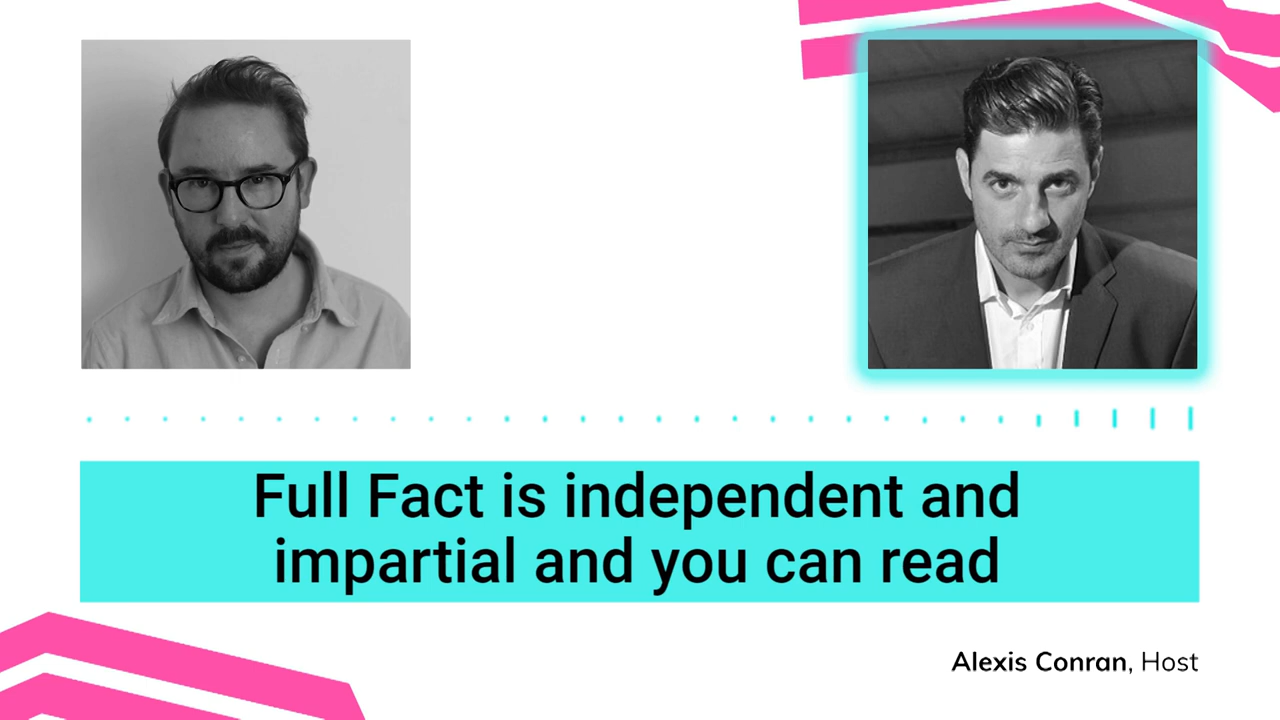 Full Fact is independent and
impartial and you can read
Alexis Conran, Host